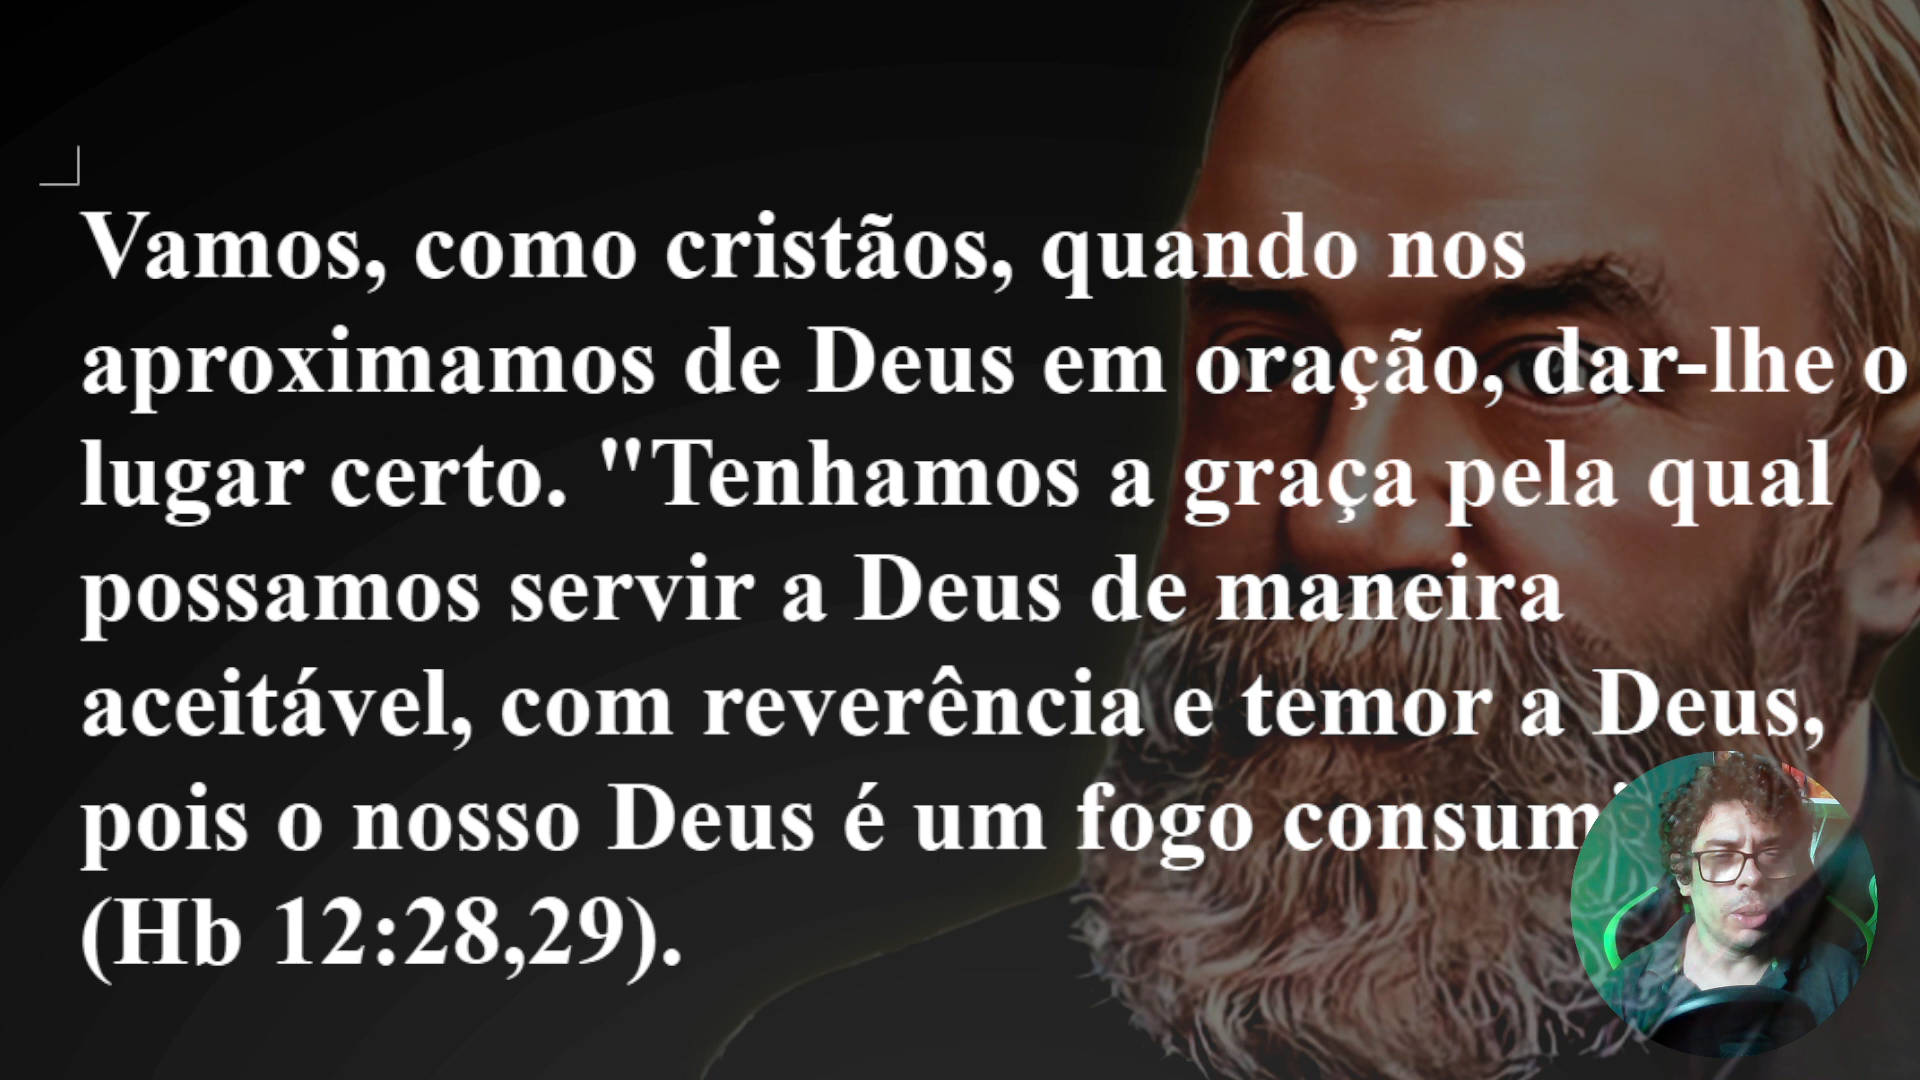 Vamos, como cristãos, quando nos
aproximamos de Deus em oração, dar-lhe o
lugar certo. "Tenhamos a graça pela qual
possamos servir a Deus de maneira
aceitável, com reverência e temor a Deus,
pois o nosso Deus é um fogo
(Hb 12:28,29).